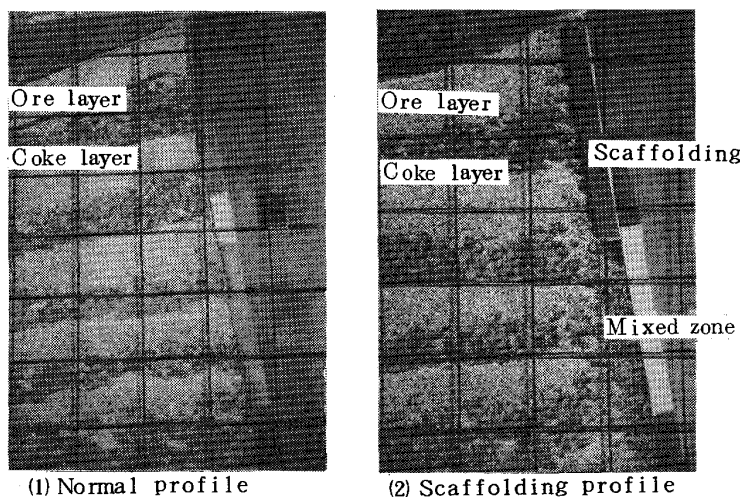 Ore layer
Coke layer
(1) Normal profile
Ore layer
Coke layer
Scaffolding
Mixed zone
(2) Scaffolding profile